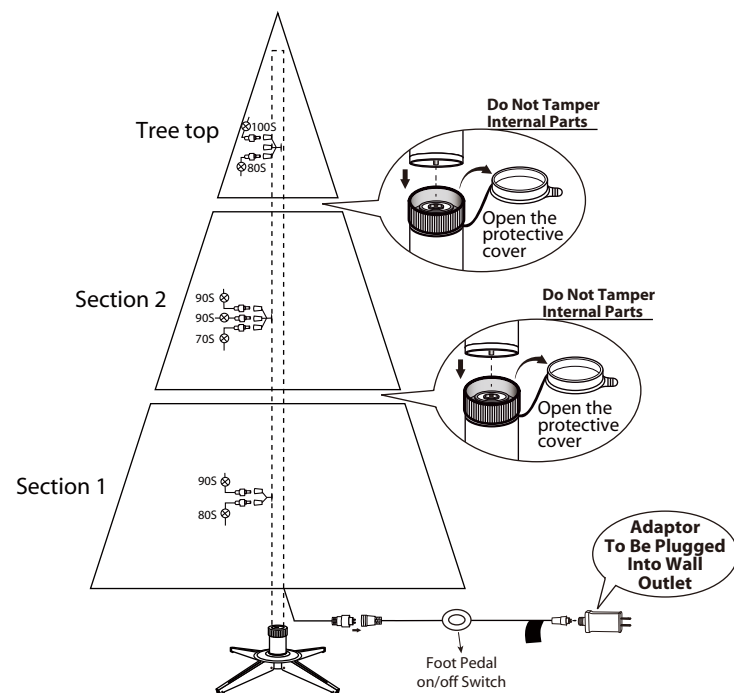 Do Not Tamper
Internal Parts
Tree top
100S
80S
Open the
protective
cover
Section 2
90S
90S
70S
Do Not Tamper
Internal Parts
Open the
protective
cover
Section 1
90S
80S
Adaptor
To Be Plugged
Into Wall
Outlet
Foot Pedal
on/off Switch